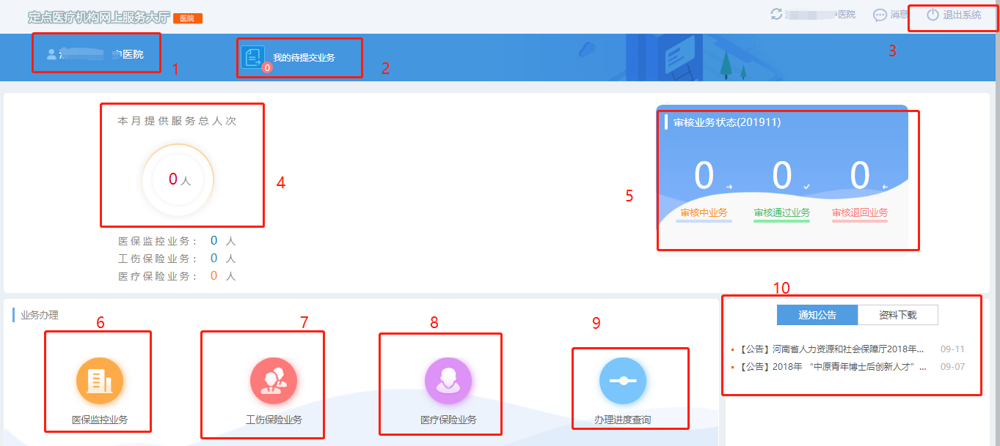 定点医疗机构网上服务大厅 医院
医院 消息 退出系统
3
中医院
1
我的待提交业务
0
2
本月提供服务总人次
0 人
4
医保监控业务： 0 人
工伤保险业务： 0 人
医疗保险业务： 0 人
审核业务状态(201911)
0 0 0
审核中业务 审核通过业务 审核退回业务
5
业务办理
6
医保监控业务
7
工伤保险业务
8
医疗保险业务
9
办理进度查询
10
通知公告 资料下载
【公告】河南省人力资源和社会保障厅2018年... 09-11
【公告】2018年 “中原青年博士后创新人才”... 09-07